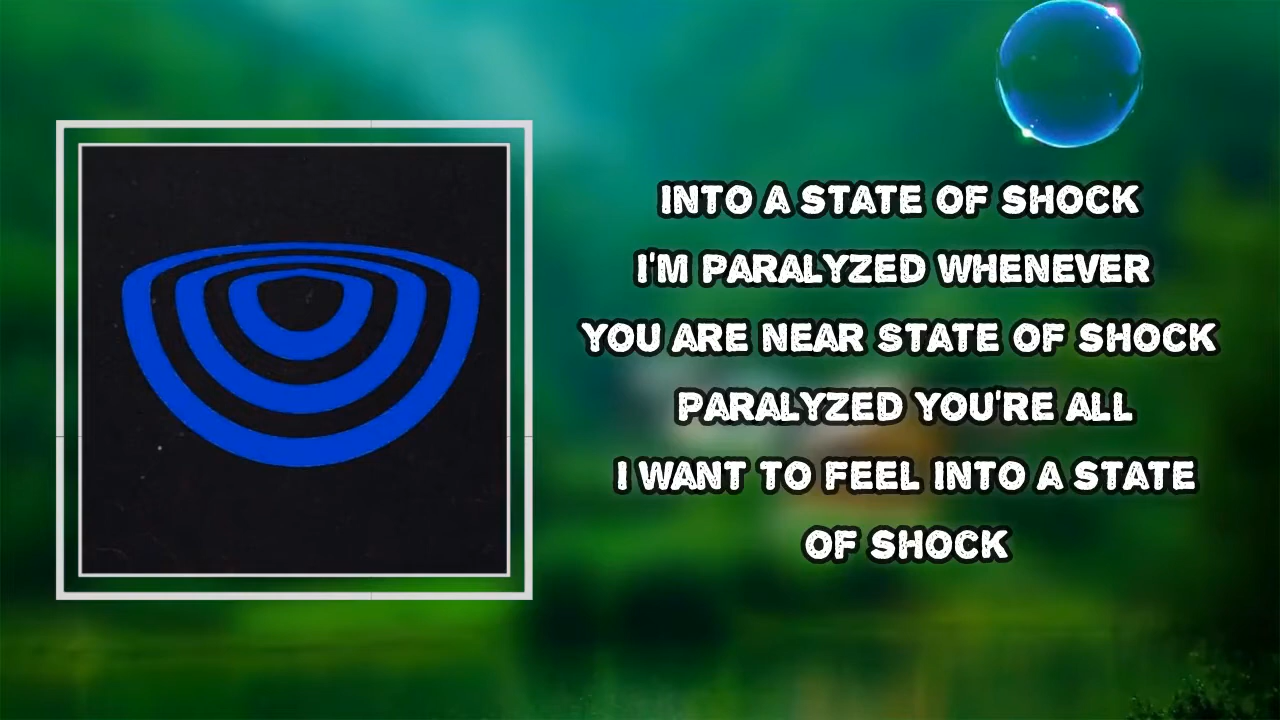 INTO A STATE OF SHOCK
I'M PARALYZED WHENEVER
YOU ARE NEAR STATE OF SHOCK
PARALYZED YOU'RE ALL
I WANT TO FEEL INTO A STATE
OF SHOCK